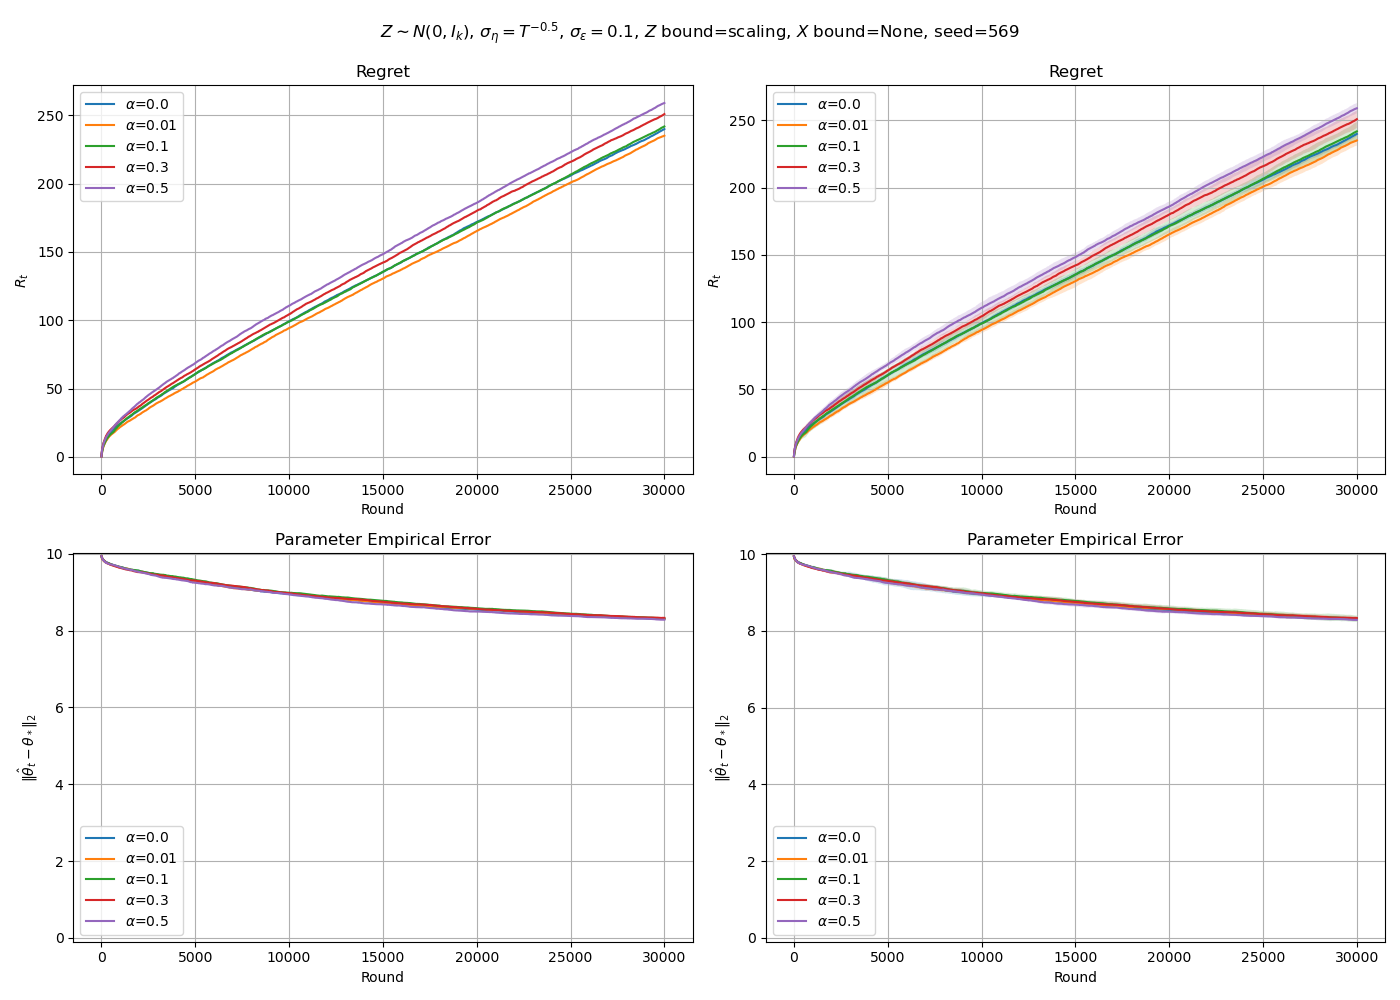 Z ∼ N(0, I_k), σ_η = T^{−0.5}, σ_ε = 0.1, Z bound=scaling, X bound=None, seed=569
Regret
R_t
250
200
150
100
50
0
α=0.0
α=0.01
α=0.1
α=0.3
α=0.5
0 5000 10000 15000 20000 25000 30000
Round
Regret
R_t
250
200
150
100
50
0
α=0.0
α=0.01
α=0.1
α=0.3
α=0.5
0 5000 10000 15000 20000 25000 30000
Round
Parameter Empirical Error
‖θ̂_t − θ_*‖_2
10
8
6
4
2
0
α=0.0
α=0.01
α=0.1
α=0.3
α=0.5
0 5000 10000 15000 20000 25000 30000
Round
Parameter Empirical Error
‖θ̂_t − θ_*‖_2
10
8
6
4
2
0
α=0.0
α=0.01
α=0.1
α=0.3
α=0.5
0 5000 10000 15000 20000 25000 30000
Round